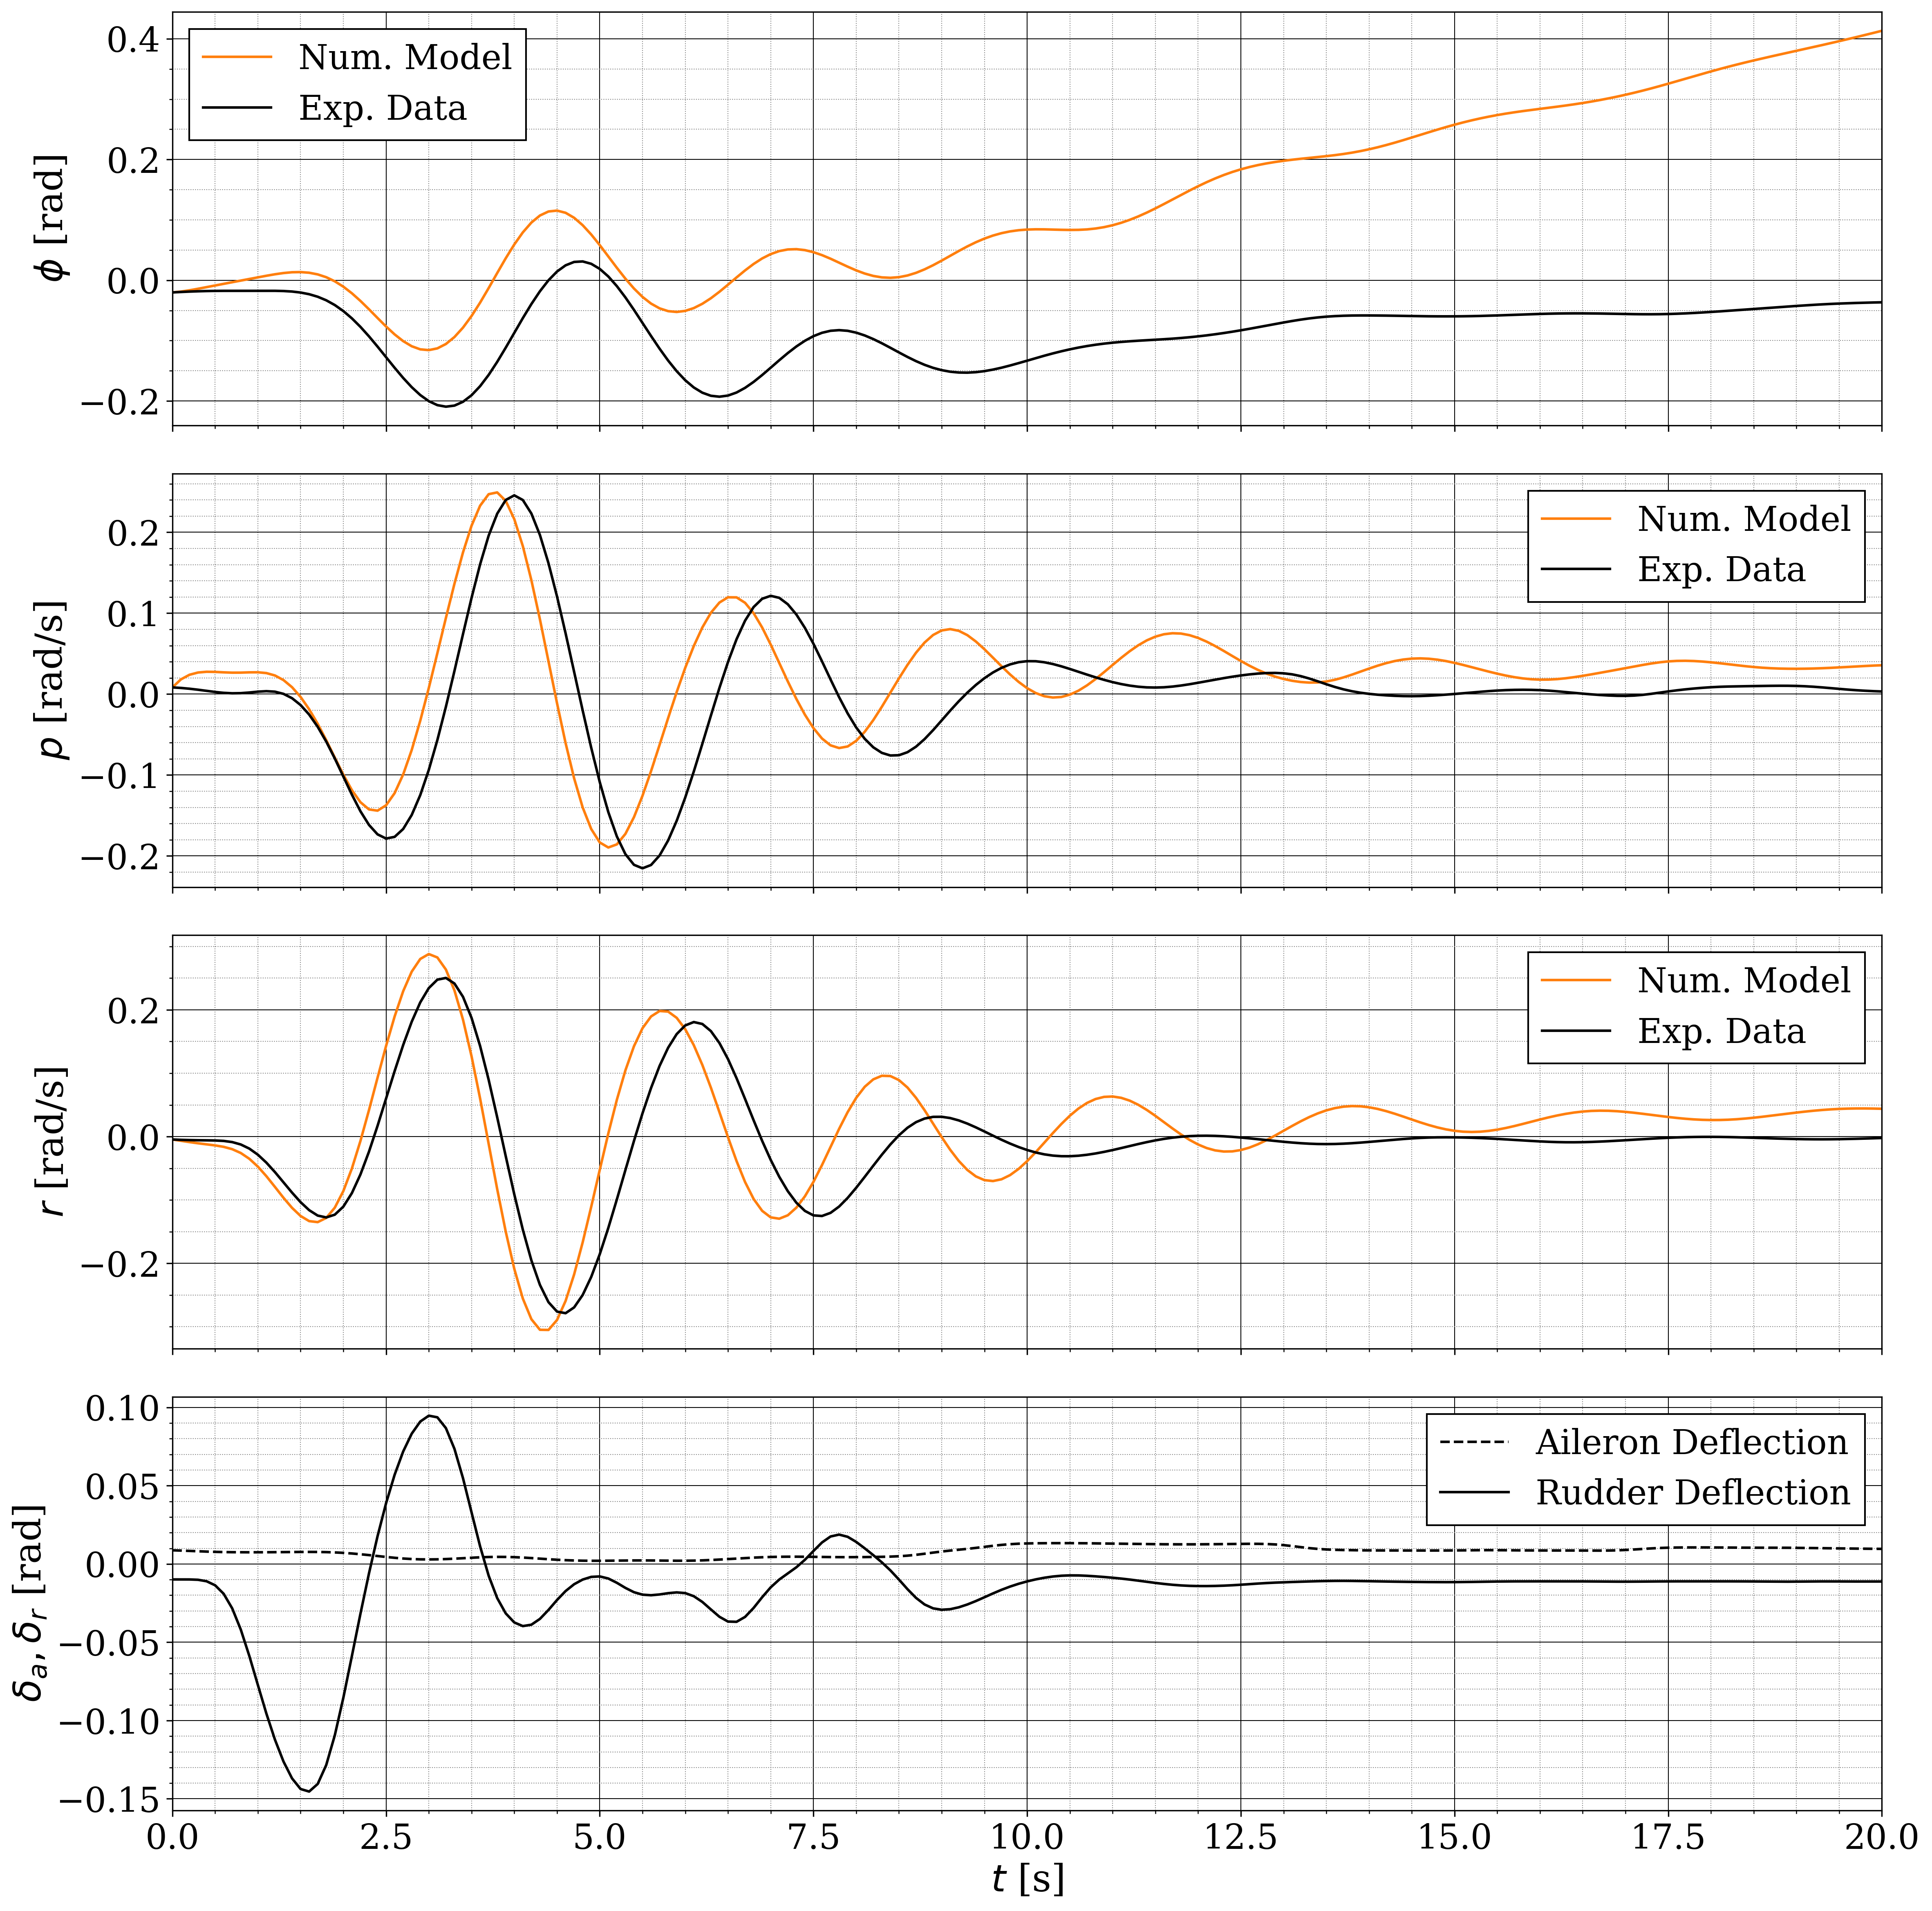 0.4
0.2
0.0
−0.2
ϕ [rad]
Num. Model
Exp. Data
0.2
0.1
0.0
−0.1
−0.2
p [rad/s]
Num. Model
Exp. Data
0.2
0.0
−0.2
r [rad/s]
Num. Model
Exp. Data
0.10
0.05
0.00
−0.05
−0.10
−0.15
δa, δr [rad]
Aileron Deflection
Rudder Deflection
0.0 2.5 5.0 7.5 10.0 12.5 15.0 17.5 20.0
t [s]